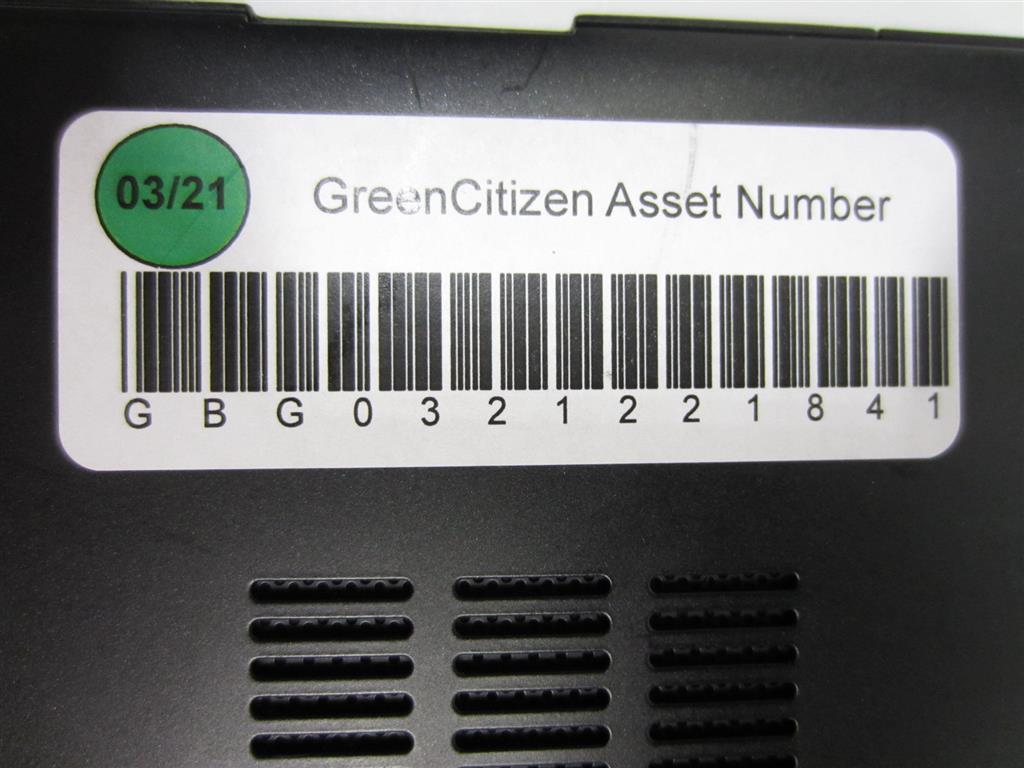 03/21
GreenCitizen Asset Number
G B G 0 3 2 1 2 2 1 8 4 1